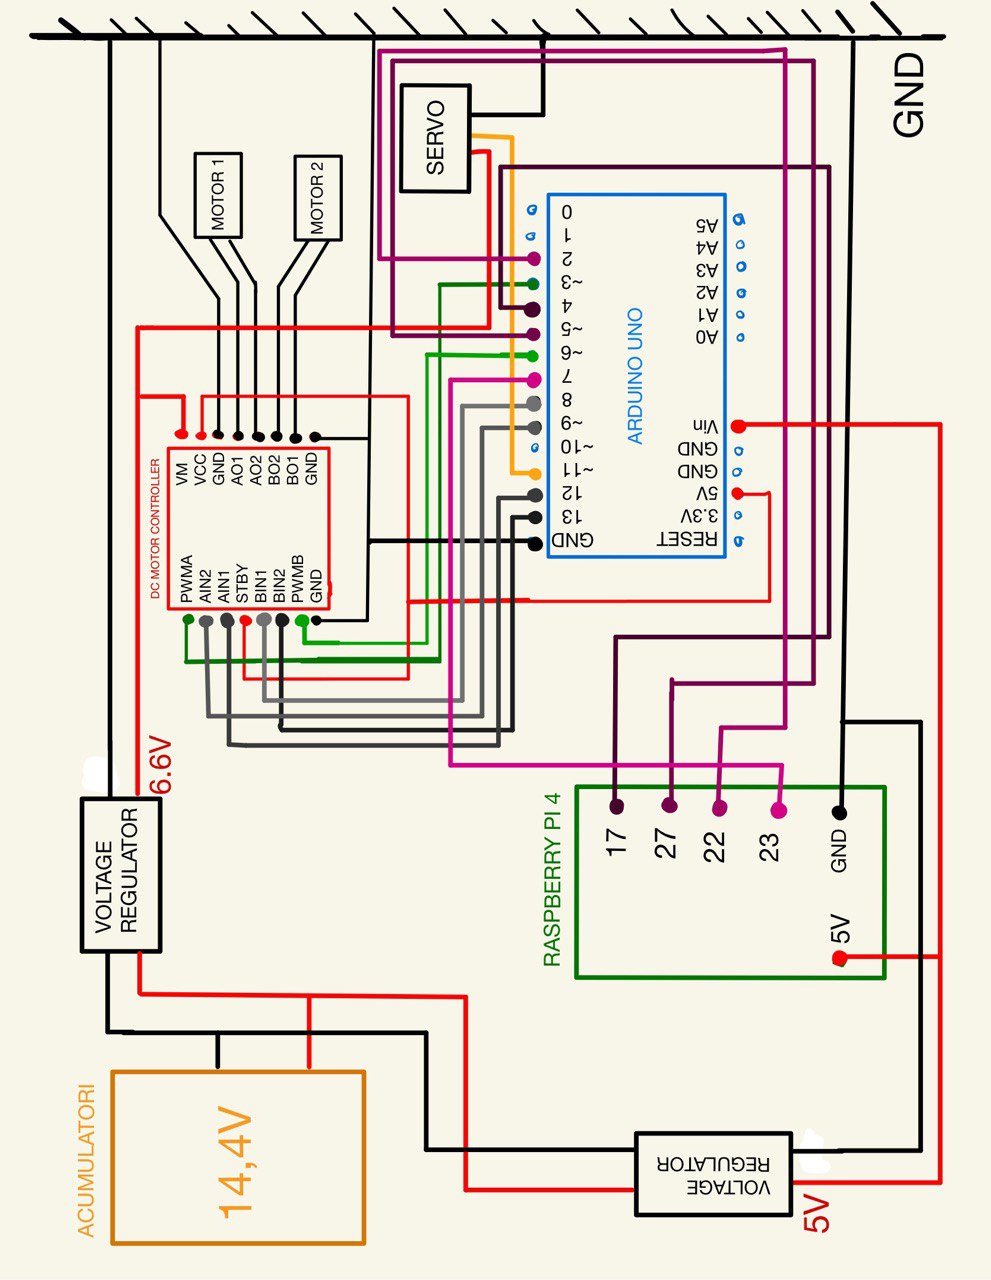 ACUMULATORI
14,4V
VOLTAGE
REGULATOR
6.6V
DC MOTOR CONTROLLER
PWMA
AIN2
AIN1
STBY
BIN1
BIN2
PWMB
GND
VM
VCC
GND
AO1
AO2
BO2
BO1
GND
MOTOR 1
MOTOR 2
SERVO
RASPBERRY PI 4
17
27
22
23
5V
GND
VOLTAGE
REGULATOR
5V
GND
13
12
~11
~10
~9
8
7
~6
~5
4
~3
2
1
0
ARDUINO UNO
RESET
3.3V
5V
GND
GND
Vin
A0
A1
A2
A3
A4
A5
GND